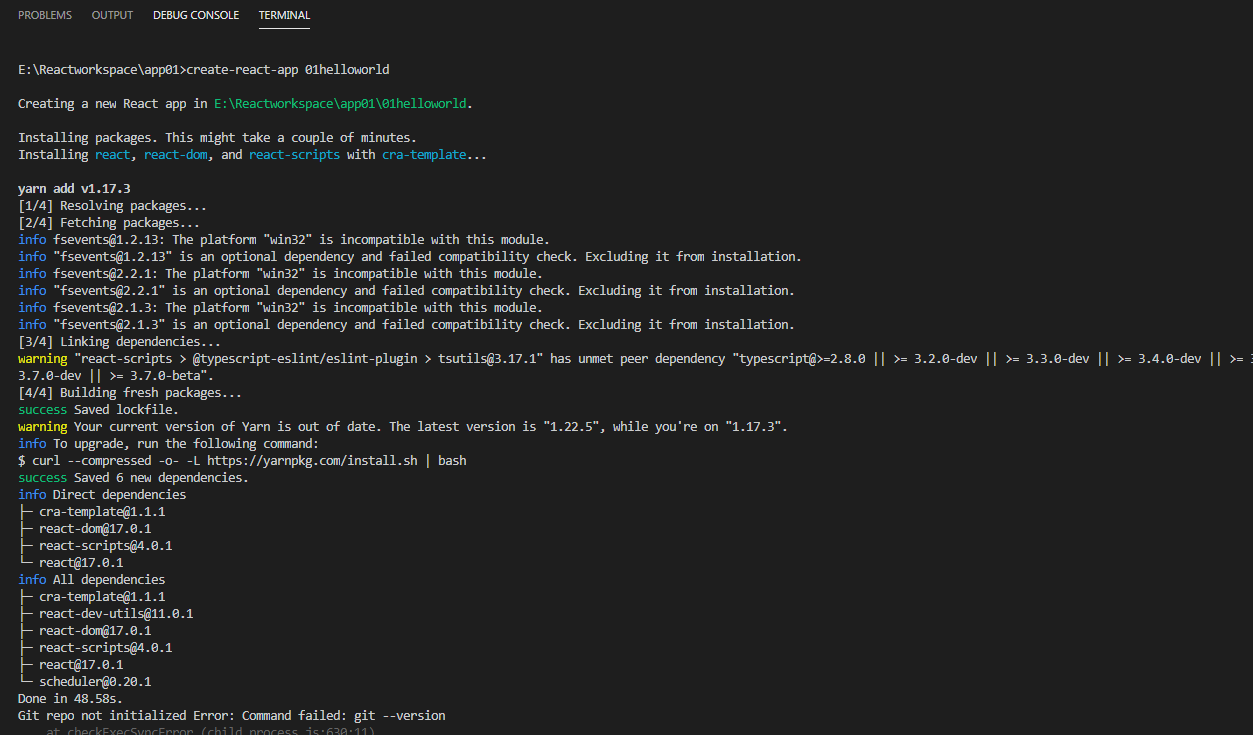 PROBLEMS OUTPUT DEBUG CONSOLE TERMINAL
E:\Reactworkspace\app01>create-react-app 01helloworld
Creating a new React app in E:\Reactworkspace\app01\01helloworld.
Installing packages. This might take a couple of minutes.
Installing react, react-dom, and react-scripts with cra-template...
yarn add v1.17.3
[1/4] Resolving packages...
[2/4] Fetching packages...
info fsevents@1.2.13: The platform "win32" is incompatible with this module.
info "fsevents@1.2.13" is an optional dependency and failed compatibility check. Excluding it from installation.
info fsevents@2.2.1: The platform "win32" is incompatible with this module.
info "fsevents@2.2.1" is an optional dependency and failed compatibility check. Excluding it from installation.
info fsevents@2.1.3: The platform "win32" is incompatible with this module.
info "fsevents@2.1.3" is an optional dependency and failed compatibility check. Excluding it from installation.
[3/4] Linking dependencies...
warning "react-scripts > @typescript-eslint/eslint-plugin > tsutils@3.17.1" has unmet peer dependency "typescript@>=2.8.0 || >= 3.2.0-dev || >= 3.3.0-dev || >= 3.4.0-dev || >= 3
3.7.0-dev || >= 3.7.0-beta".
[4/4] Building fresh packages...
success Saved lockfile.
warning Your current version of Yarn is out of date. The latest version is "1.22.5", while you're on "1.17.3".
info To upgrade, run the following command:
$ curl --compressed -o- -L https://yarnpkg.com/install.sh | bash
success Saved 6 new dependencies.
info Direct dependencies
├─ cra-template@1.1.1
├─ react-dom@17.0.1
├─ react-scripts@4.0.1
└─ react@17.0.1
info All dependencies
├─ cra-template@1.1.1
├─ react-dev-utils@11.0.1
├─ react-dom@17.0.1
├─ react-scripts@4.0.1
├─ react@17.0.1
└─ scheduler@0.20.1
Done in 48.58s.
Git repo not initialized Error: Command failed: git --version
at checkExecSyncError (child_process.js:630:11)